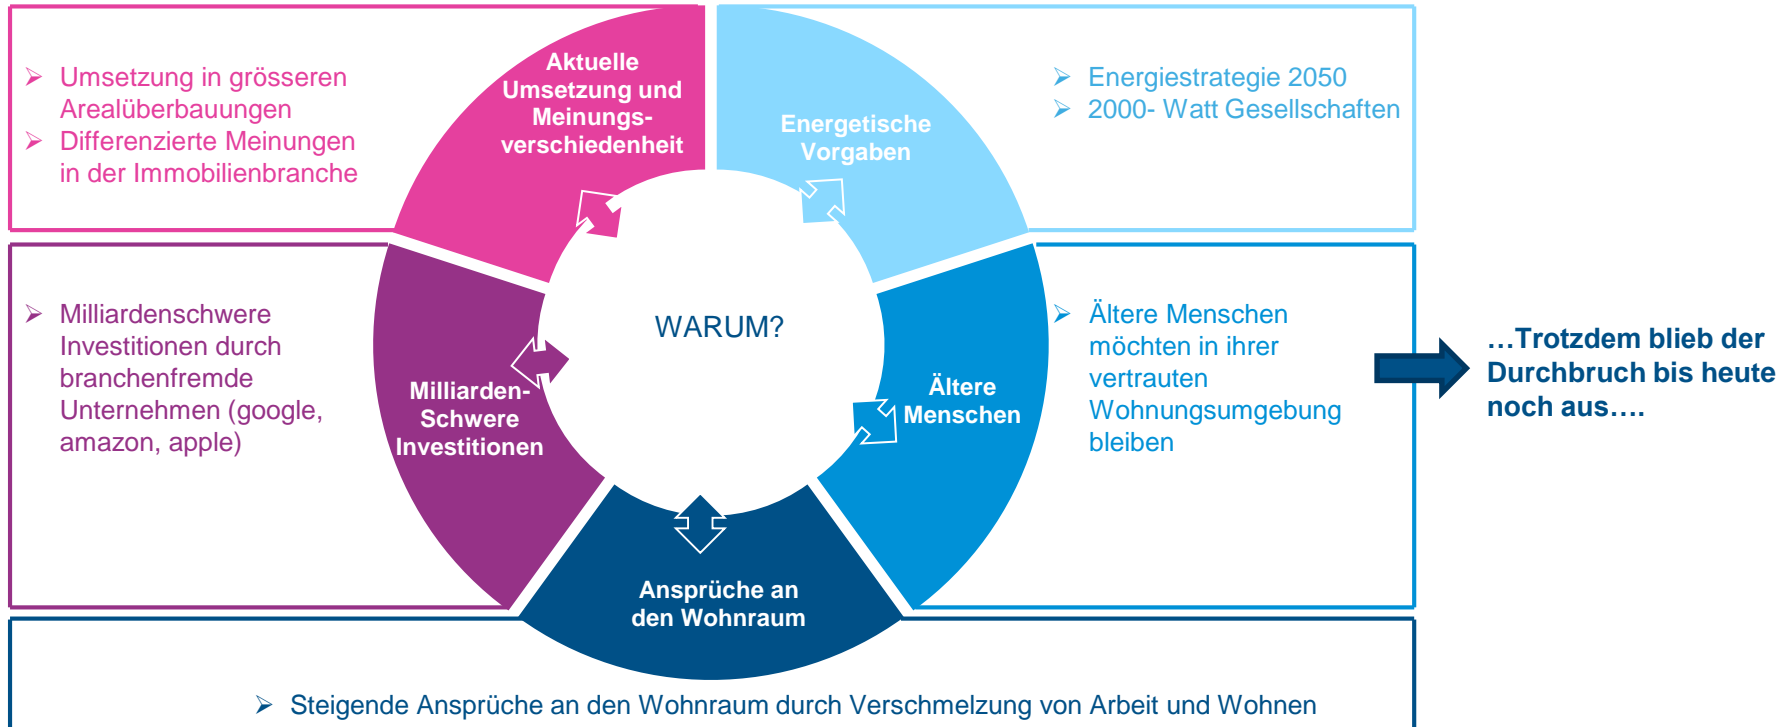 Umsetzung in grösseren
Arealüberbauungen
Differenzierte Meinungen
in der Immobilienbranche
Aktuelle
Umsetzung und
Meinungs-
verschiedenheit
Energetische
Vorgaben
Energiestrategie 2050
2000- Watt Gesellschaften
Milliardenschwere
Investitionen durch
branchenfremde
Unternehmen (google,
amazon, apple)
Milliarden-
Schwere
Investitionen
WARUM?
Ältere
Menschen
Ältere Menschen
möchten in ihrer
vertrauten
Wohnungsumgebung
bleiben
…Trotzdem blieb der
Durchbruch bis heute
noch aus….
Ansprüche an
den Wohnraum
Steigende Ansprüche an den Wohnraum durch Verschmelzung von Arbeit und Wohnen